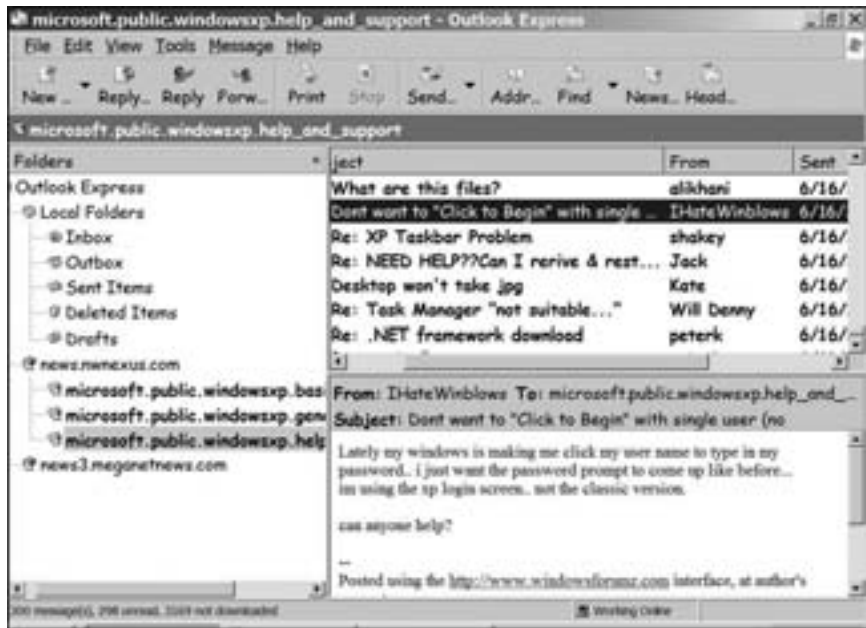 microsoft.public.windowsxp.help_and_support - Outlook Express
File Edit View Tools Message Help
New .. Reply.. Reply Forw... Print Stop Send.. Addr.. Find News.. Head..
microsoft.public.windowsxp.help_and_support
Folders
Outlook Express
Local Folders
Inbox
Outbox
Sent Items
Deleted Items
Drafts
news.nwnexus.com
microsoft.public.windowsxp.bas
microsoft.public.windowsxp.gene
microsoft.public.windowsxp.help
news3.meganetnews.com
ject From Sent
What are this files? alikhani 6/16/
Dont want to "Click to Begin" with single ... IHateWinblows 6/16/
Re: XP Taskbar Problem shakey 6/16/
Re: NEED HELP??Can I rerive & rest... Jack 6/16/
Desktop won't take jpg Kate 6/16/
Re: Task Manager "not suitable..." Will Denny 6/16/
Re: .NET framework download peterk 6/16/
From: IHateWinblows To: microsoft.public.windowsxp.help_and_...
Subject: Dont want to "Click to Begin" with single user (no
Lately my windows is making me click my user name to type in my
password.. i just want the password prompt to come up like before...
im using the xp login screen.. not the classic version.
can anyone help?
--
Posted using the http://www.windowsforumz.com interface, at author's
300 message(s), 298 unread, 3169 not downloaded Working Online